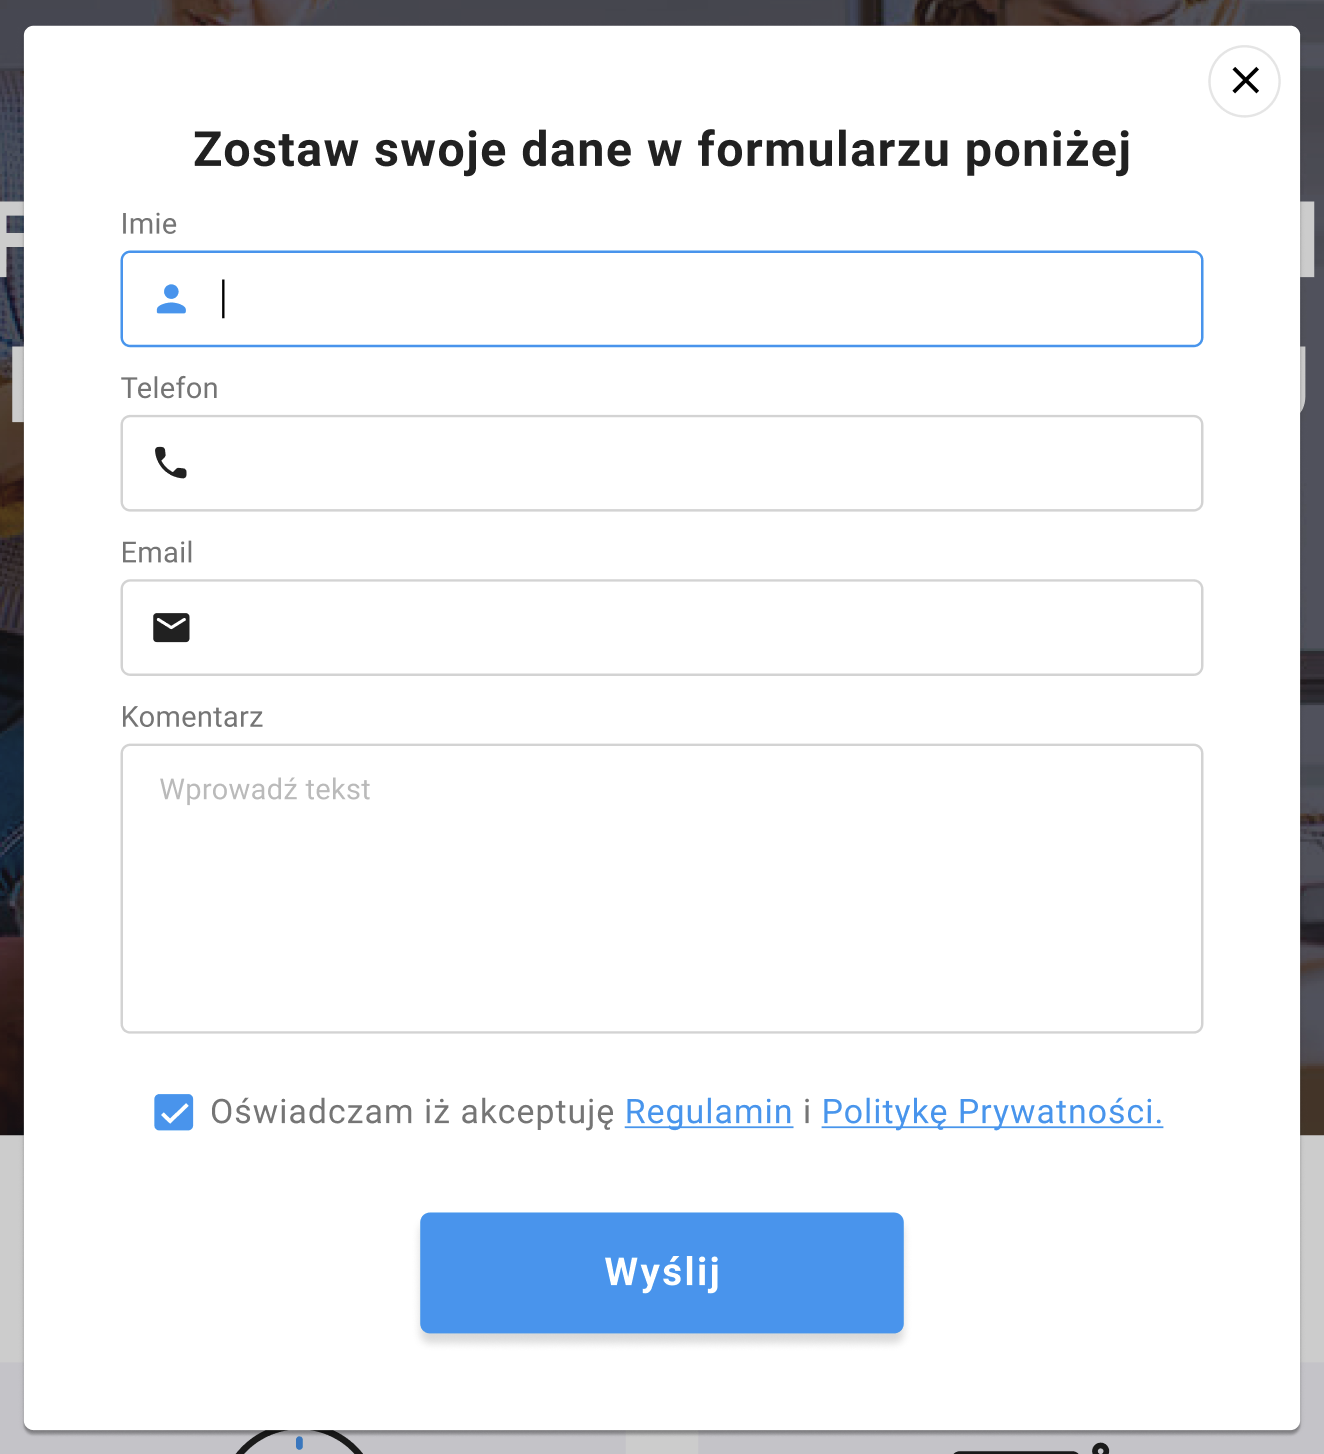 Zostaw swoje dane w formularzu poniżej
Imie
Telefon
Email
Komentarz
Wprowadź tekst
Oświadczam iż akceptuję Regulamin i Politykę Prywatności.
Wyślij